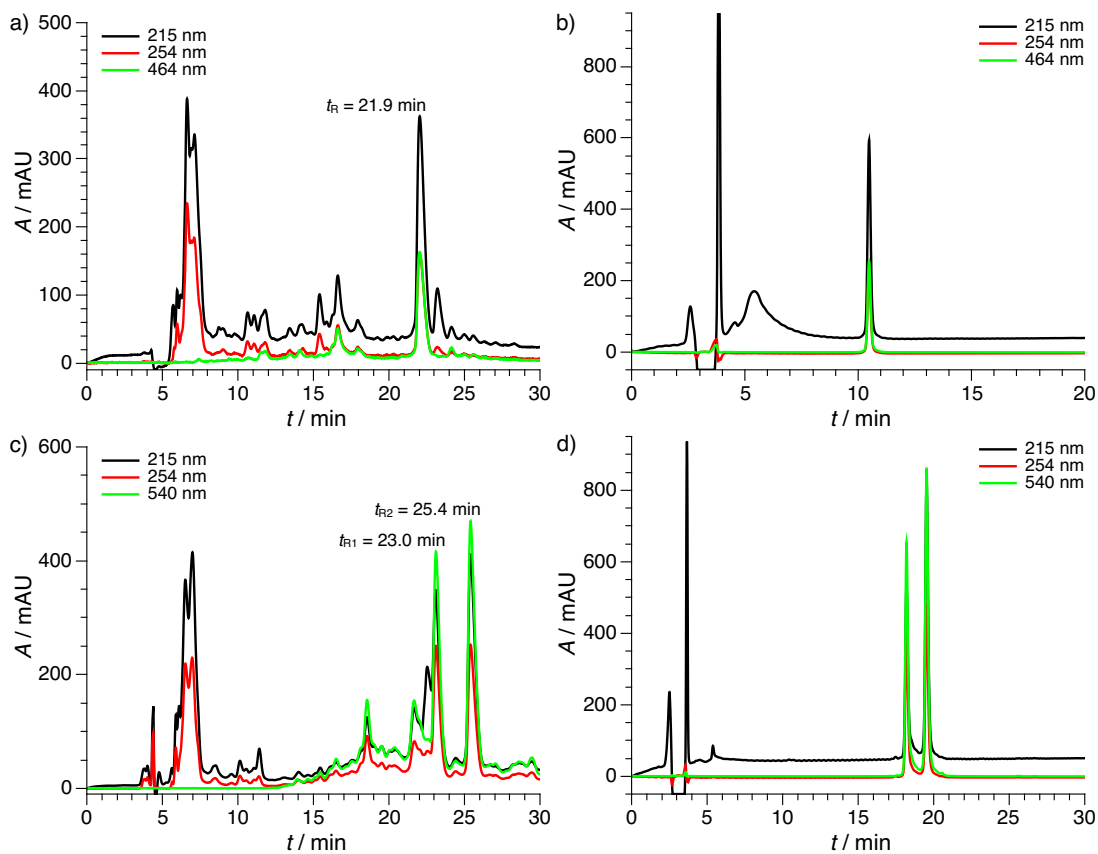 a)
215 nm
254 nm
464 nm
tR = 21.9 min
A / mAU
500
400
300
200
100
0
0 5 10 15 20 25 30
t / min
b)
215 nm
254 nm
464 nm
A / mAU
800
600
400
200
0
0 5 10 15 20
t / min
c)
215 nm
254 nm
540 nm
tR2 = 25.4 min
tR1 = 23.0 min
A / mAU
600
400
200
0
0 5 10 15 20 25 30
t / min
d)
215 nm
254 nm
540 nm
A / mAU
800
600
400
200
0
0 5 10 15 20 25 30
t / min